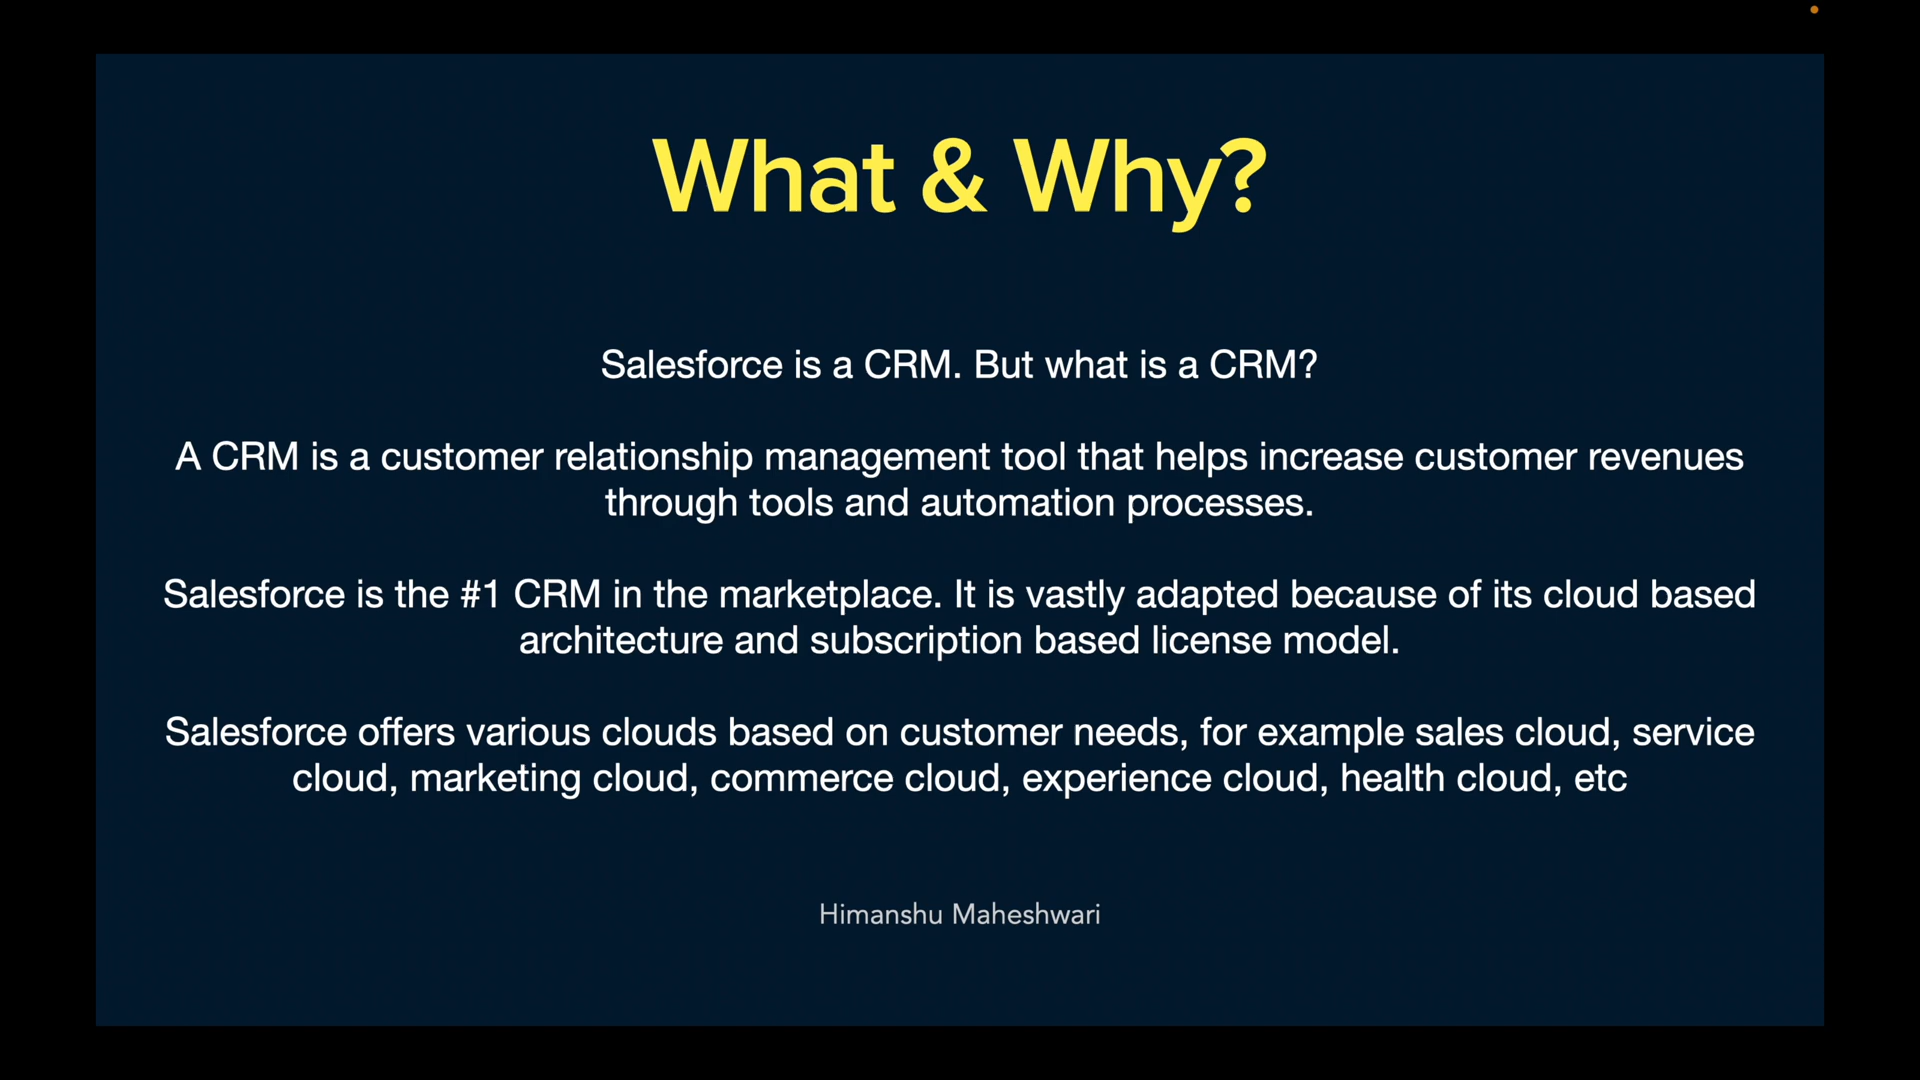 What & Why?
Salesforce is a CRM. But what is a CRM?
A CRM is a customer relationship management tool that helps increase customer revenues
through tools and automation processes.
Salesforce is the #1 CRM in the marketplace. It is vastly adapted because of its cloud based
architecture and subscription based license model.
Salesforce offers various clouds based on customer needs, for example sales cloud, service
cloud, marketing cloud, commerce cloud, experience cloud, health cloud, etc
Himanshu Maheshwari